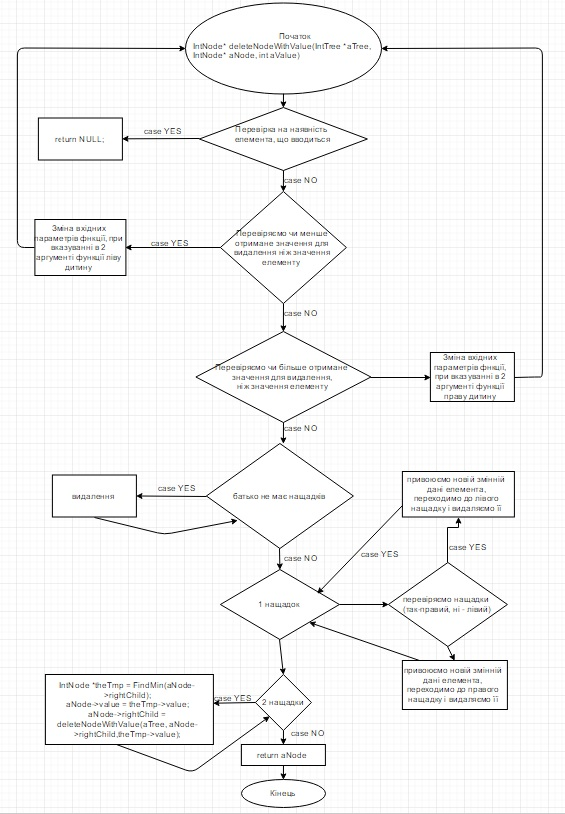 Початок
IntNode* deleteNodeWithValue(IntTree *aTree,
IntNode* aNode, int aValue)
Перевірка на наявність
елемента, що вводиться
case YES
return NULL;
case NO
Перевіряємо чи менше
отримане значення для
видалення ніж значення
елементу
case YES
Зміна вхідних
параметрів фнкції, при
вказуванні в 2
аргументі функції ліву
дитину
case NO
Перевіряємо чи більше отримане
значення для видалення,
ніж значення елементу
Зміна вхідних
параметрів фнкції,
при вказуванні в 2
аргументі функції
праву дитину
case NO
батько не має нащадків
case YES
видалення
привоюємо новій змінній
дані елемента,
переходимо до лівого
нащадку і видаляємо її
case NO
case YES
case YES
1 нащадок
перевіряємо нащадки
(так-правий, ні - лівий)
привоюємо новій змінній
дані елемента,
переходимо до правого
нащадку і видаляємо її
IntNode *theTmp = FindMin(aNode-
>rightChild);
aNode->value = theTmp->value;
aNode->rightChild =
deleteNodeWithValue(aTree, aNode-
>rightChild,theTmp->value);
case YES
2 нащадки
case NO
return aNode
Кінець